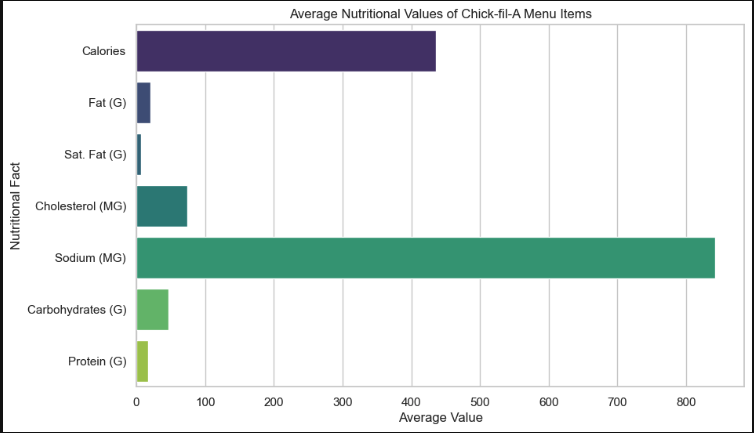 Average Nutritional Values of Chick-fil-A Menu Items
Calories
Fat (G)
Sat. Fat (G)
Cholesterol (MG)
Sodium (MG)
Carbohydrates (G)
Protein (G)
Nutritional Fact
0 100 200 300 400 500 600 700 800
Average Value